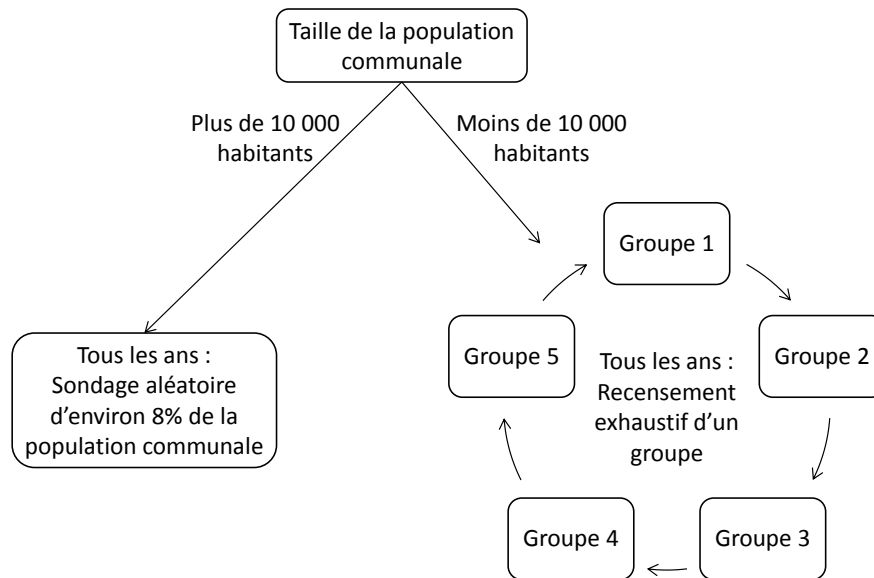 Taille de la population
communale
Plus de 10 000
habitants
Moins de 10 000
habitants
Groupe 1
Groupe 2
Groupe 3
Groupe 4
Groupe 5
Tous les ans :
Recensement
exhaustif d’un
groupe
Tous les ans :
Sondage aléatoire
d’environ 8% de la
population communale